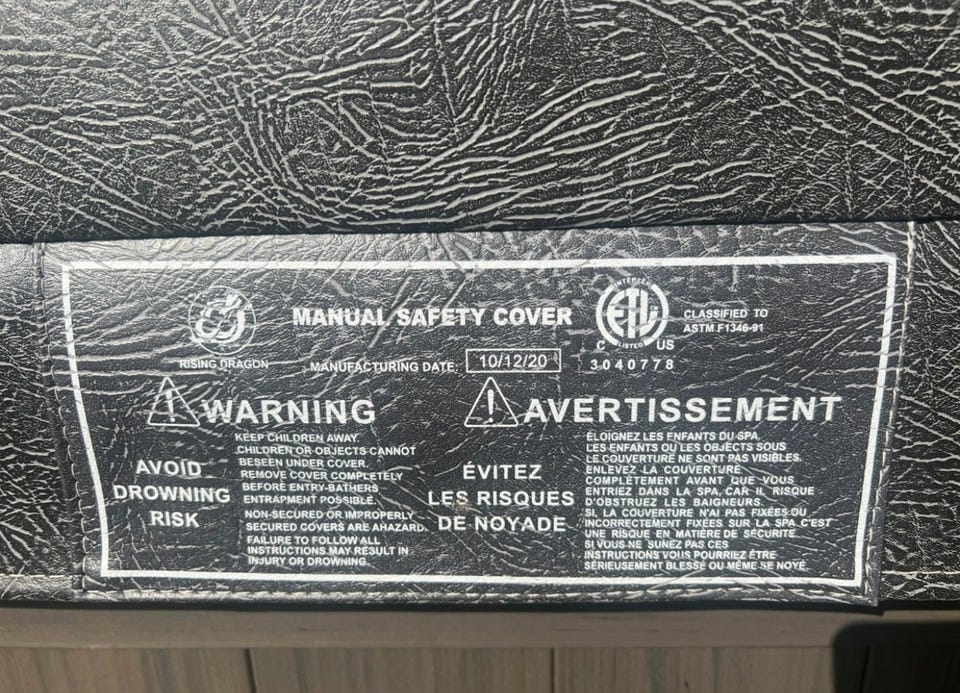 MANUAL SAFETY COVER
INTERTEK
ETL
LISTED
C US
3040778
CLASSIFIED TO
ASTM F1346-91
RISING DRAGON
MANUFACTURING DATE: 10/12/20
WARNING
AVOID
DROWNING
RISK
KEEP CHILDREN AWAY.
CHILDREN OR OBJECTS CANNOT
BESEEN UNDER COVER.
REMOVE COVER COMPLETELY
BEFORE ENTRY-BATHERS
ENTRAPMENT POSSIBLE.
NON-SECURED OR IMPROPERLY
SECURED COVERS ARE AHAZARD.
FAILURE TO FOLLOW ALL
INSTRUCTIONS MAY RESULT IN
INJURY OR DROWNING.
AVERTISSEMENT
ÉVITEZ
LES RISQUES
DE NOYADE
ÉLOIGNEZ LES ENFANTS DU SPA.
LES ENFANTS OU LES OBJECTS SOUS
LE COUVERTURE NE SONT PAS VISIBLES.
ENLEVEZ LA COUVERTURE
COMPLÈTEMENT AVANT QUE VOUS
ENTRIEZ DANS LA SPA, CAR IL RISQUE
D'OBSTRUEZ LES BAIGNEURS.
SI, LA COUVERTURE N'AI PAS FIXÉES OU
INCORRECTEMENT FIXÉES SUR LA SPA C'EST
UNE RISQUE EN MATIÈRE DE SÉCURITÉ.
SI VOUS NE SUNEZ PAS CES
INSTRUCTIONS VOUS POURRIEZ ÊTRE
SÉRIEUSEMENT BLESSÉ OU MÊME SE NOYÉ.